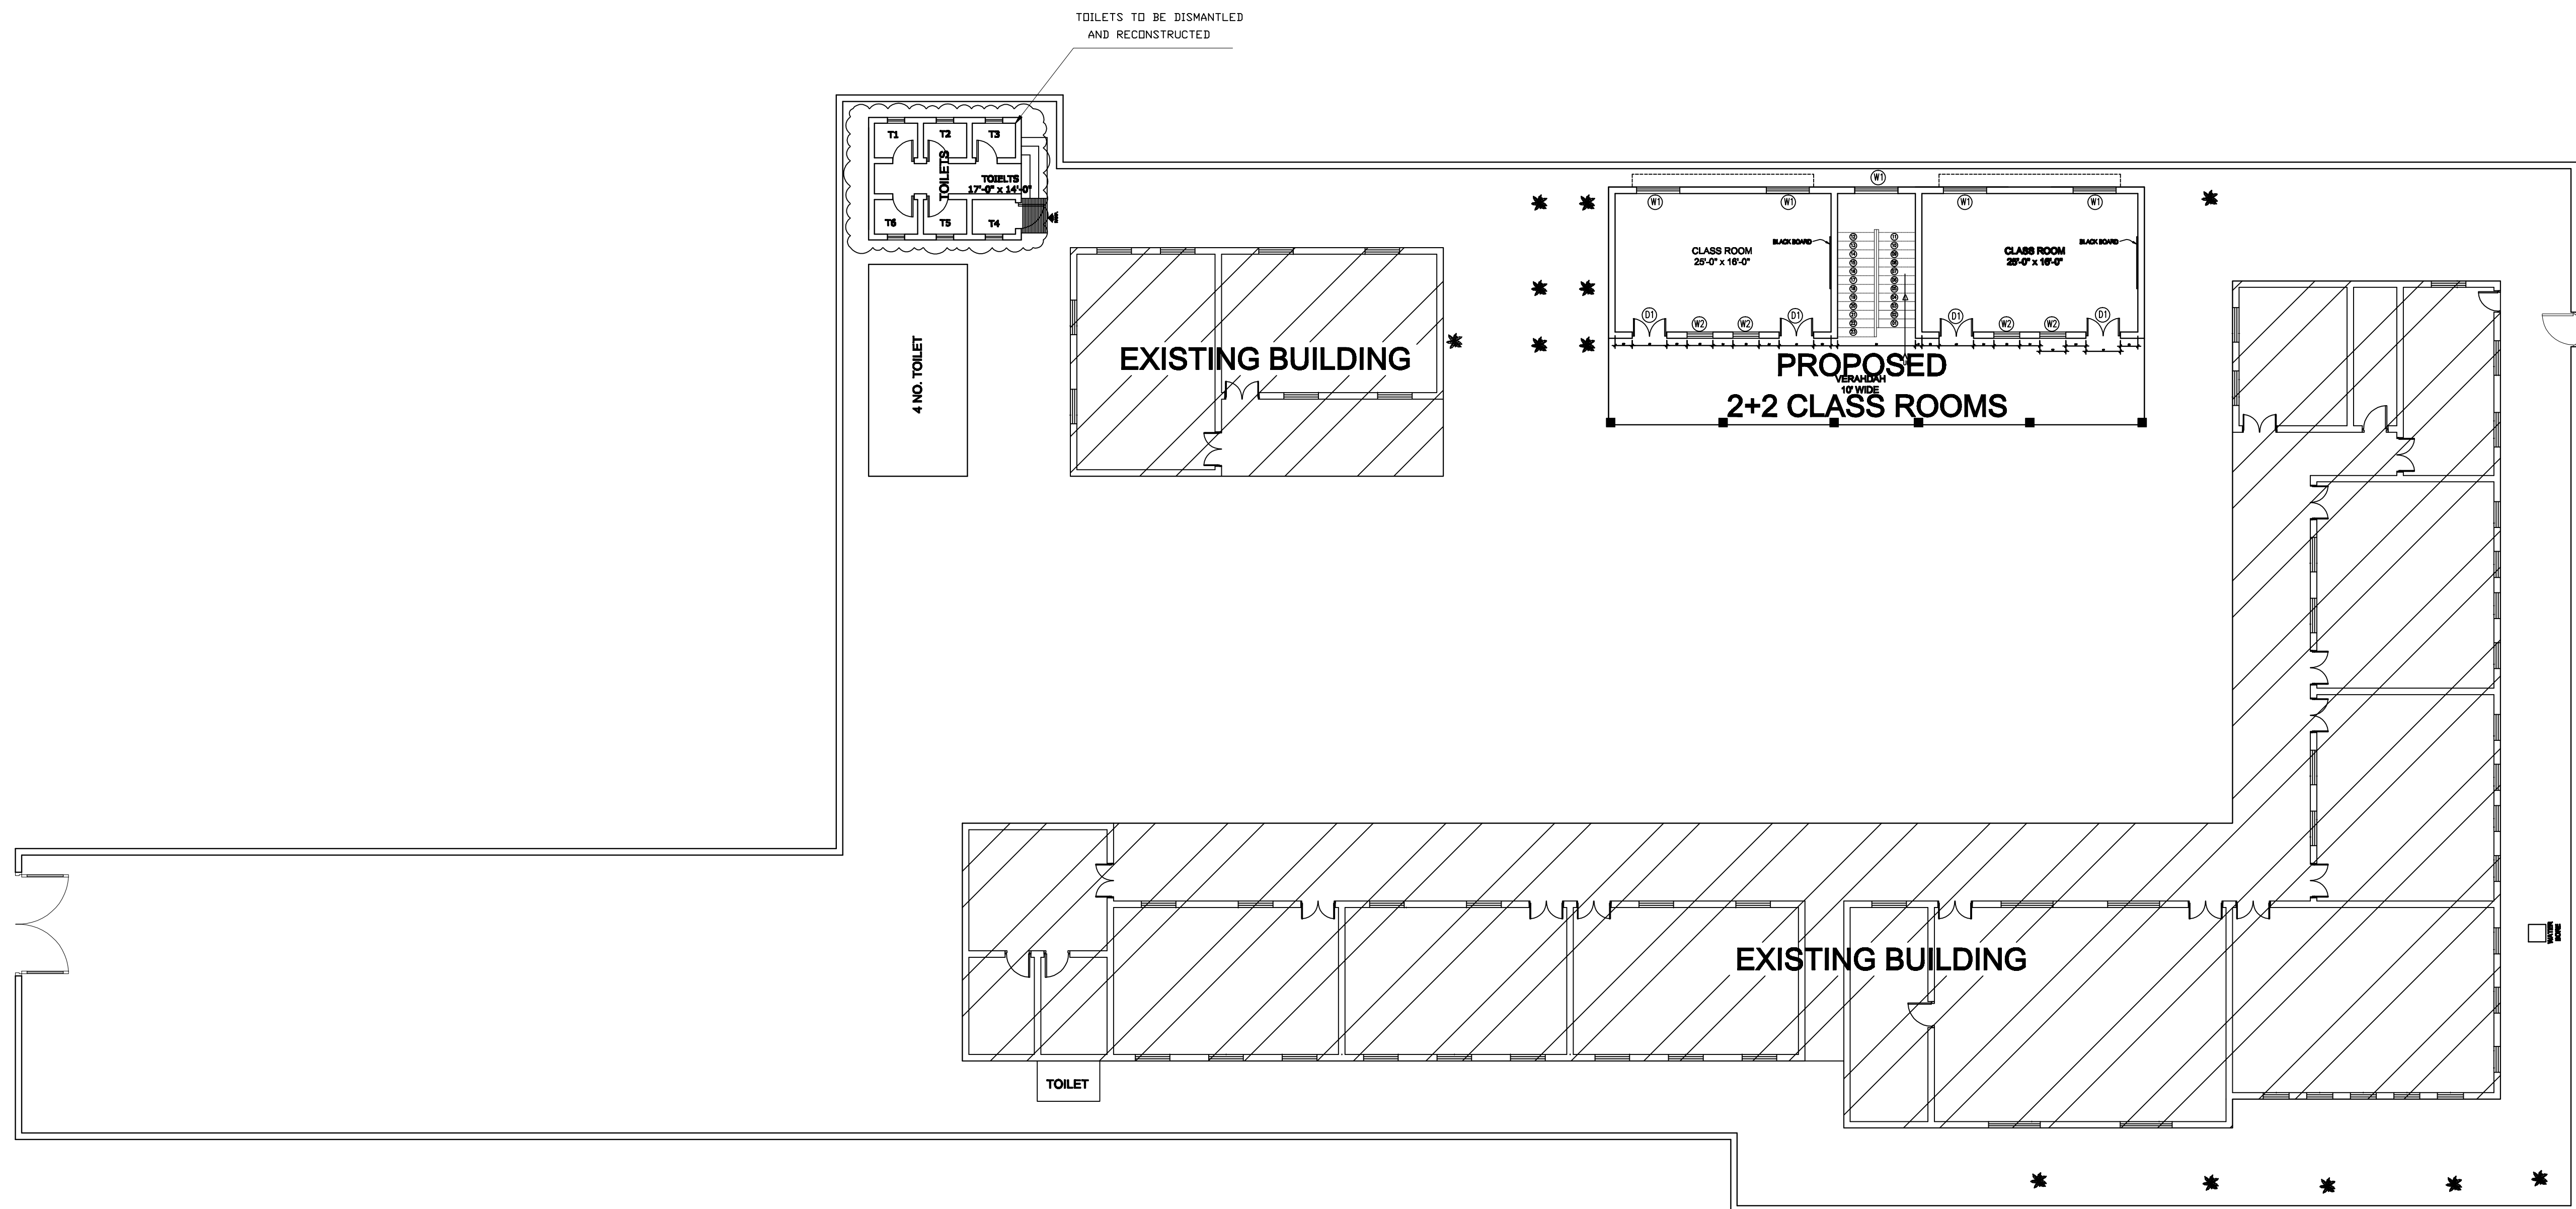 TOILETS TO BE DISMANTLED
AND RECONSTRUCTED
T1
T2
T3
TOILETS
TOIELTS
17'-0" x 14'-0"
T6
T5
T4
4 NO. TOILET
EXISTING BUILDING
W1
W1
W1
W1
W1
CLASS ROOM
25'-0" x 16'-0"
BLACK BOARD
CLASS ROOM
25'-0" x 16'-0"
BLACK BOARD
D1
W2
W2
D1
D1
W2
W2
D1
PROPOSED
VERAHDAH
10' WIDE
2+2 CLASS ROOMS
EXISTING BUILDING
WATER
BORE
TOILET